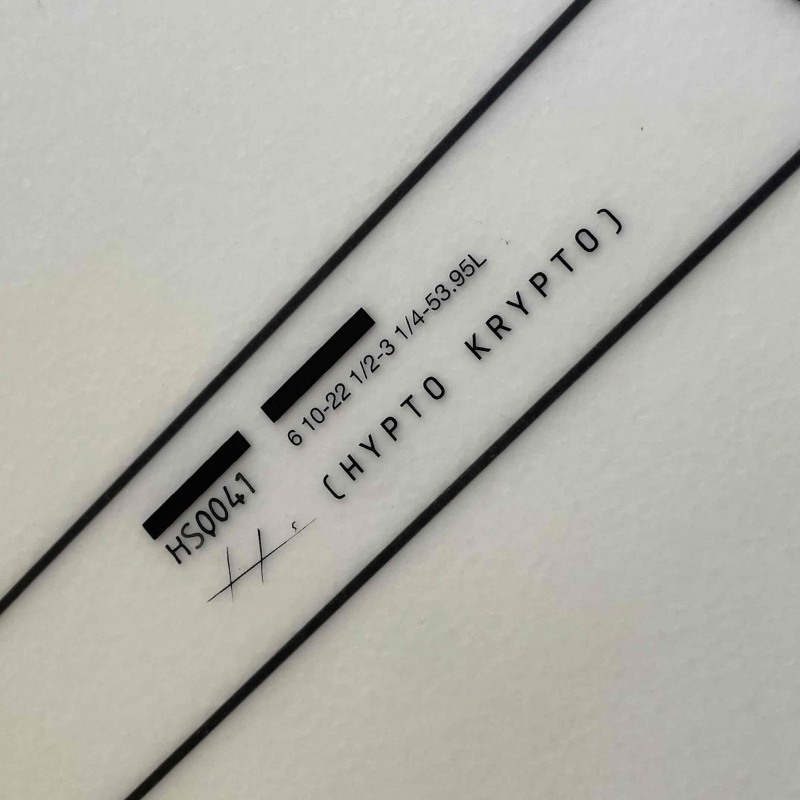 6 10-22 1/2-3 1/4-53.95L
HS0041
(HYPTO KRYPTO)